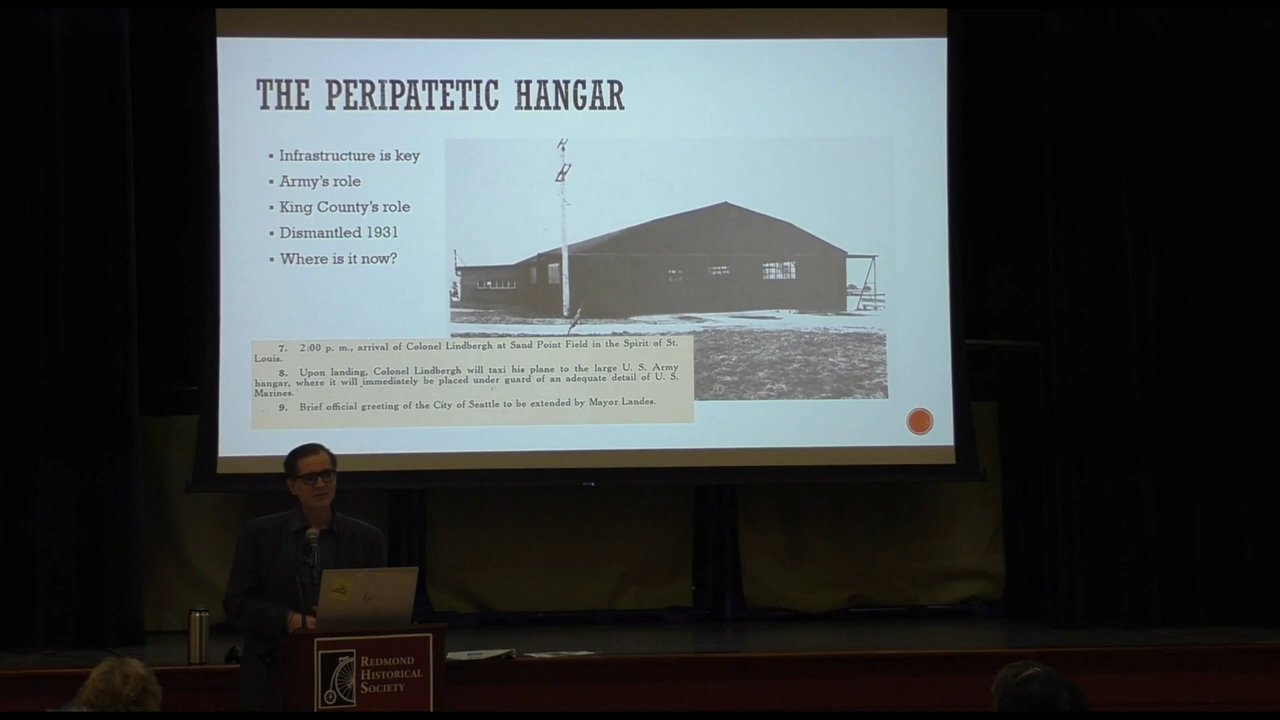 THE PERIPATETIC HANGAR
▪ Infrastructure is key
▪ Army's role
▪ King County's role
▪ Dismantled 1931
▪ Where is it now?
7. 2:00 p. m., arrival of Colonel Lindbergh at Sand Point Field in the Spirit of St.
Louis.
8. Upon landing, Colonel Lindbergh will taxi his plane to the large U. S. Army
hangar, where it will immediately be placed under guard of an adequate detail of U. S.
Marines.
9. Brief official greeting of the City of Seattle to be extended by Mayor Landes.
hp
REDMOND
HISTORICAL
SOCIETY